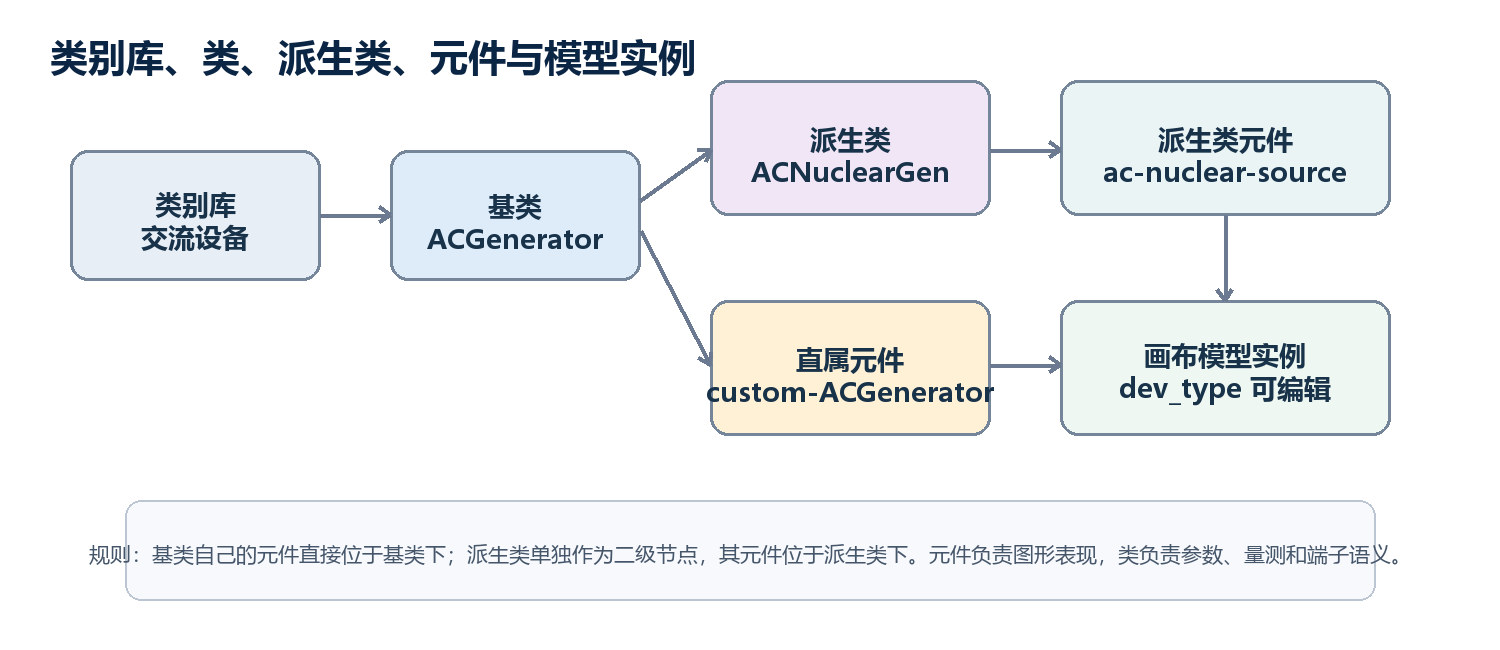 类别库、类、派生类、元件与模型实例
类别库
交流设备
基类
ACGenerator
派生类
ACNuclearGen
派生类元件
ac-nuclear-source
直属元件
custom-ACGenerator
画布模型实例
dev_type 可编辑
规则：基类自己的元件直接位于基类下；派生类单独作为二级节点，其元件位于派生类下。元件负责图形表现，类负责参数、量测和端子语义。